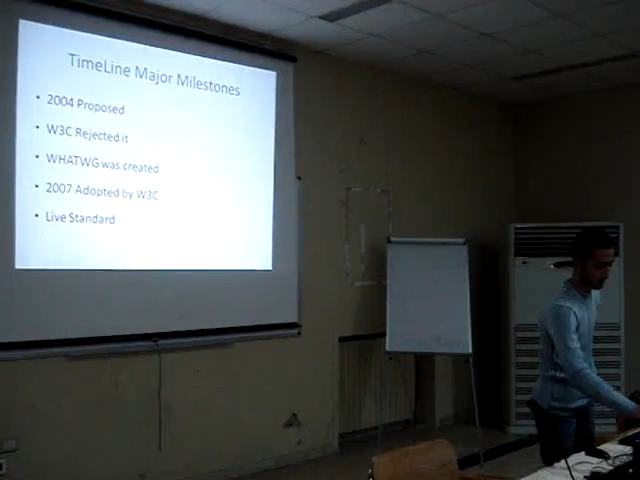 TimeLine Major Milestones
• 2004 Proposed
• W3C Rejected it
• WHATWG was created
• 2007 Adopted by W3C
• Live Standard